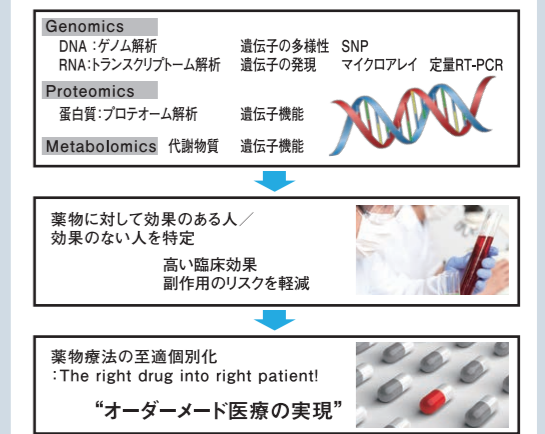 Genomics
DNA：ゲノム解析　遺伝子の多様性　SNP
RNA:トランスクリプトーム解析　遺伝子の発現　マイクロアレイ　定量RT-PCR
Proteomics
蛋白質：プロテオーム解析　遺伝子機能
Metabolomics　代謝物質　遺伝子機能
薬物に対して効果のある人／
効果のない人を特定
高い臨床効果
副作用のリスクを軽減
薬物療法の至適個別化
：The right drug into right patient!
“オーダーメード医療の実現”